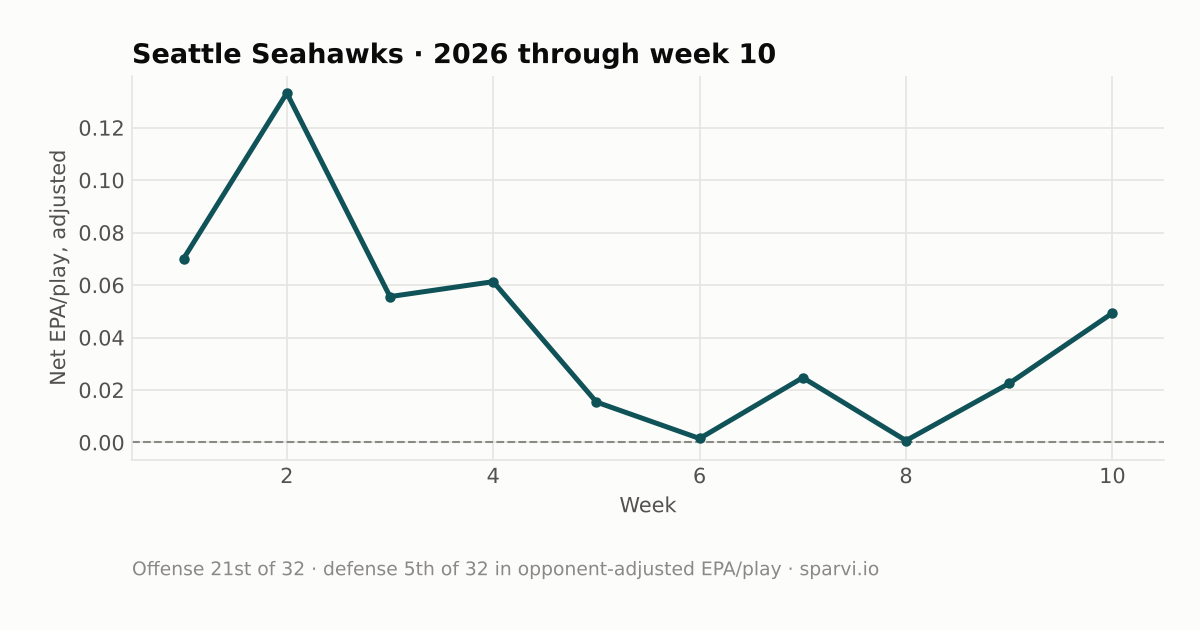 Seattle Seahawks · 2026 through week 10
Net EPA/play, adjusted
0.12
0.10
0.08
0.06
0.04
0.02
0.00
2 4 6 8 10
Week
Offense 21st of 32 · defense 5th of 32 in opponent-adjusted EPA/play · sparvi.io